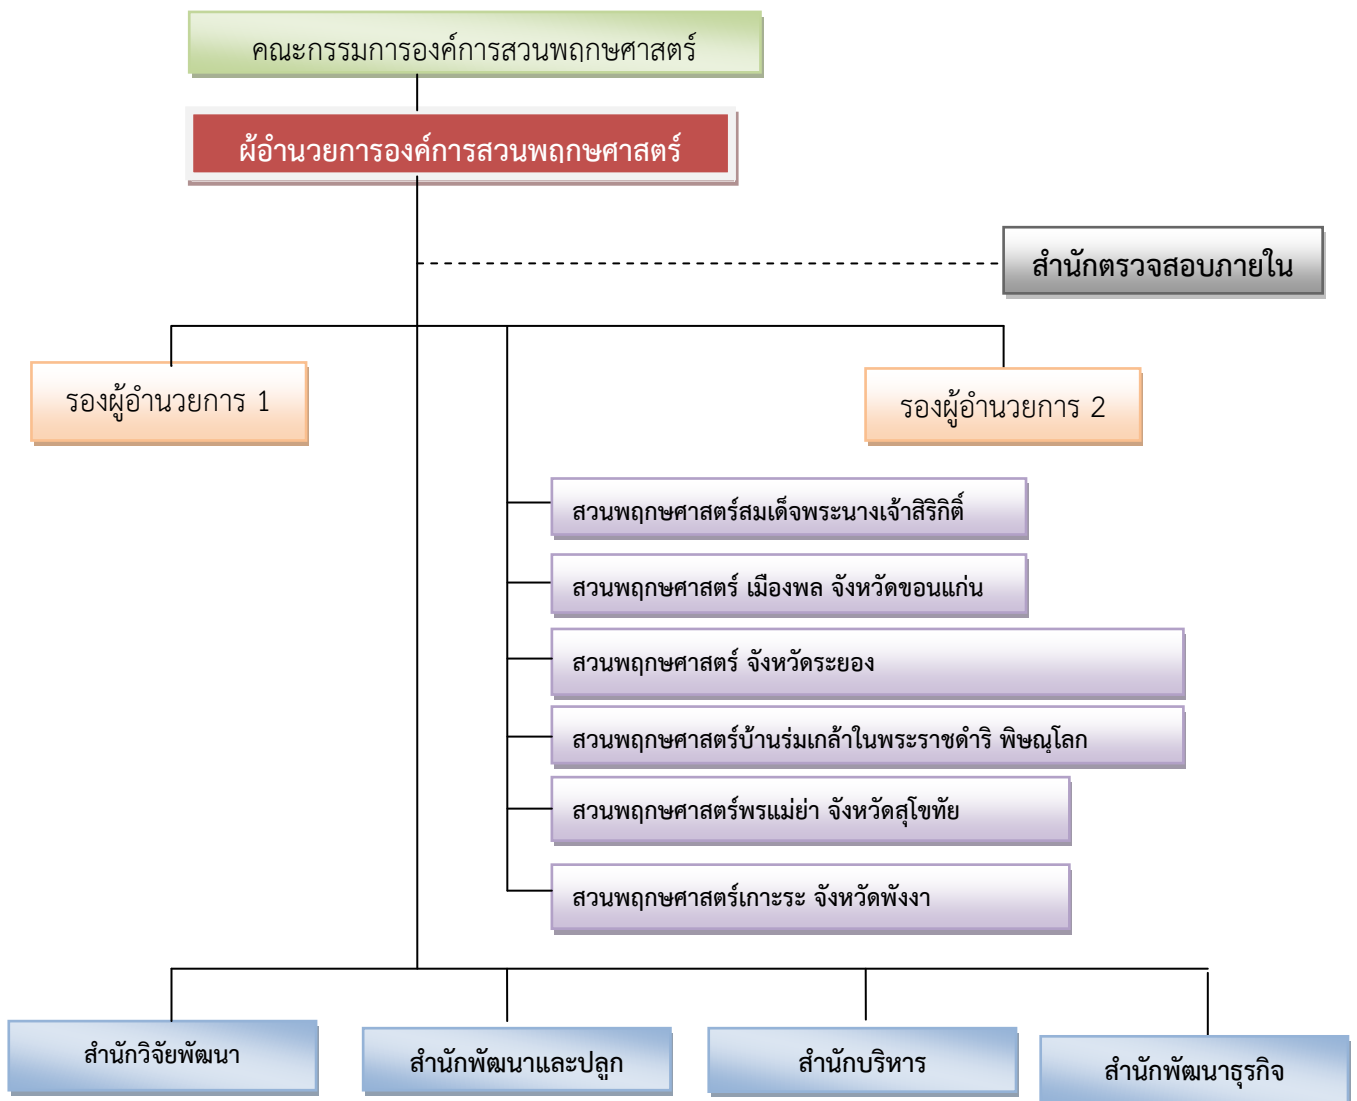 คณะกรรมการองค์การสวนพฤกษศาสตร์
ผ้อำนวยการองค์การสวนพฤกษศาสตร์
สำนักตรวจสอบภายใน
รองผู้อำนวยการ 1
รองผู้อำนวยการ 2
สวนพฤกษศาสตร์สมเด็จพระนางเจ้าสิริกิติ์
สวนพฤกษศาสตร์ เมืองพล จังหวัดขอนแก่น
สวนพฤกษศาสตร์ จังหวัดระยอง
สวนพฤกษศาสตร์บ้านร่มเกล้าในพระราชดำริ พิษณุโลก
สวนพฤกษศาสตร์พรแม่ย่า จังหวัดสุโขทัย
สวนพฤกษศาสตร์เกาะระ จังหวัดพังงา
สำนักวิจัยพัฒนา
สำนักพัฒนาและปลูก
สำนักบริหาร
สำนักพัฒนาธุรกิจ